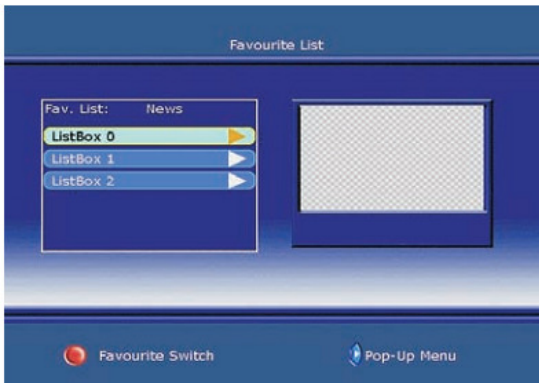 Favourite List
Fav. List: News
ListBox 0
ListBox 1
ListBox 2
Favourite Switch
Pop-Up Menu